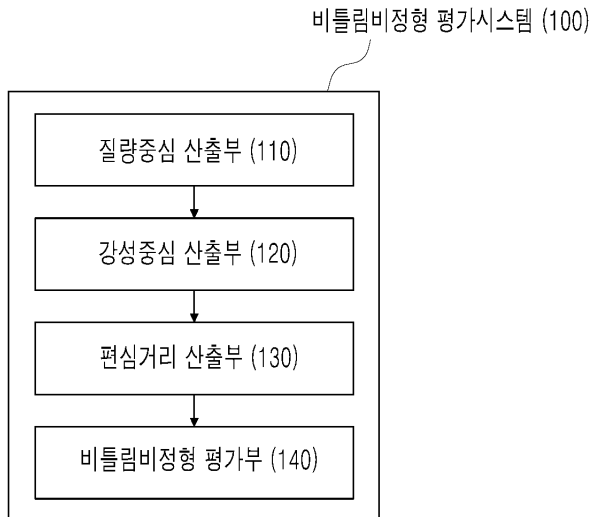 비틀림비정형 평가시스템 (100)
질량중심 산출부 (110)
강성중심 산출부 (120)
편심거리 산출부 (130)
비틀림비정형 평가부 (140)